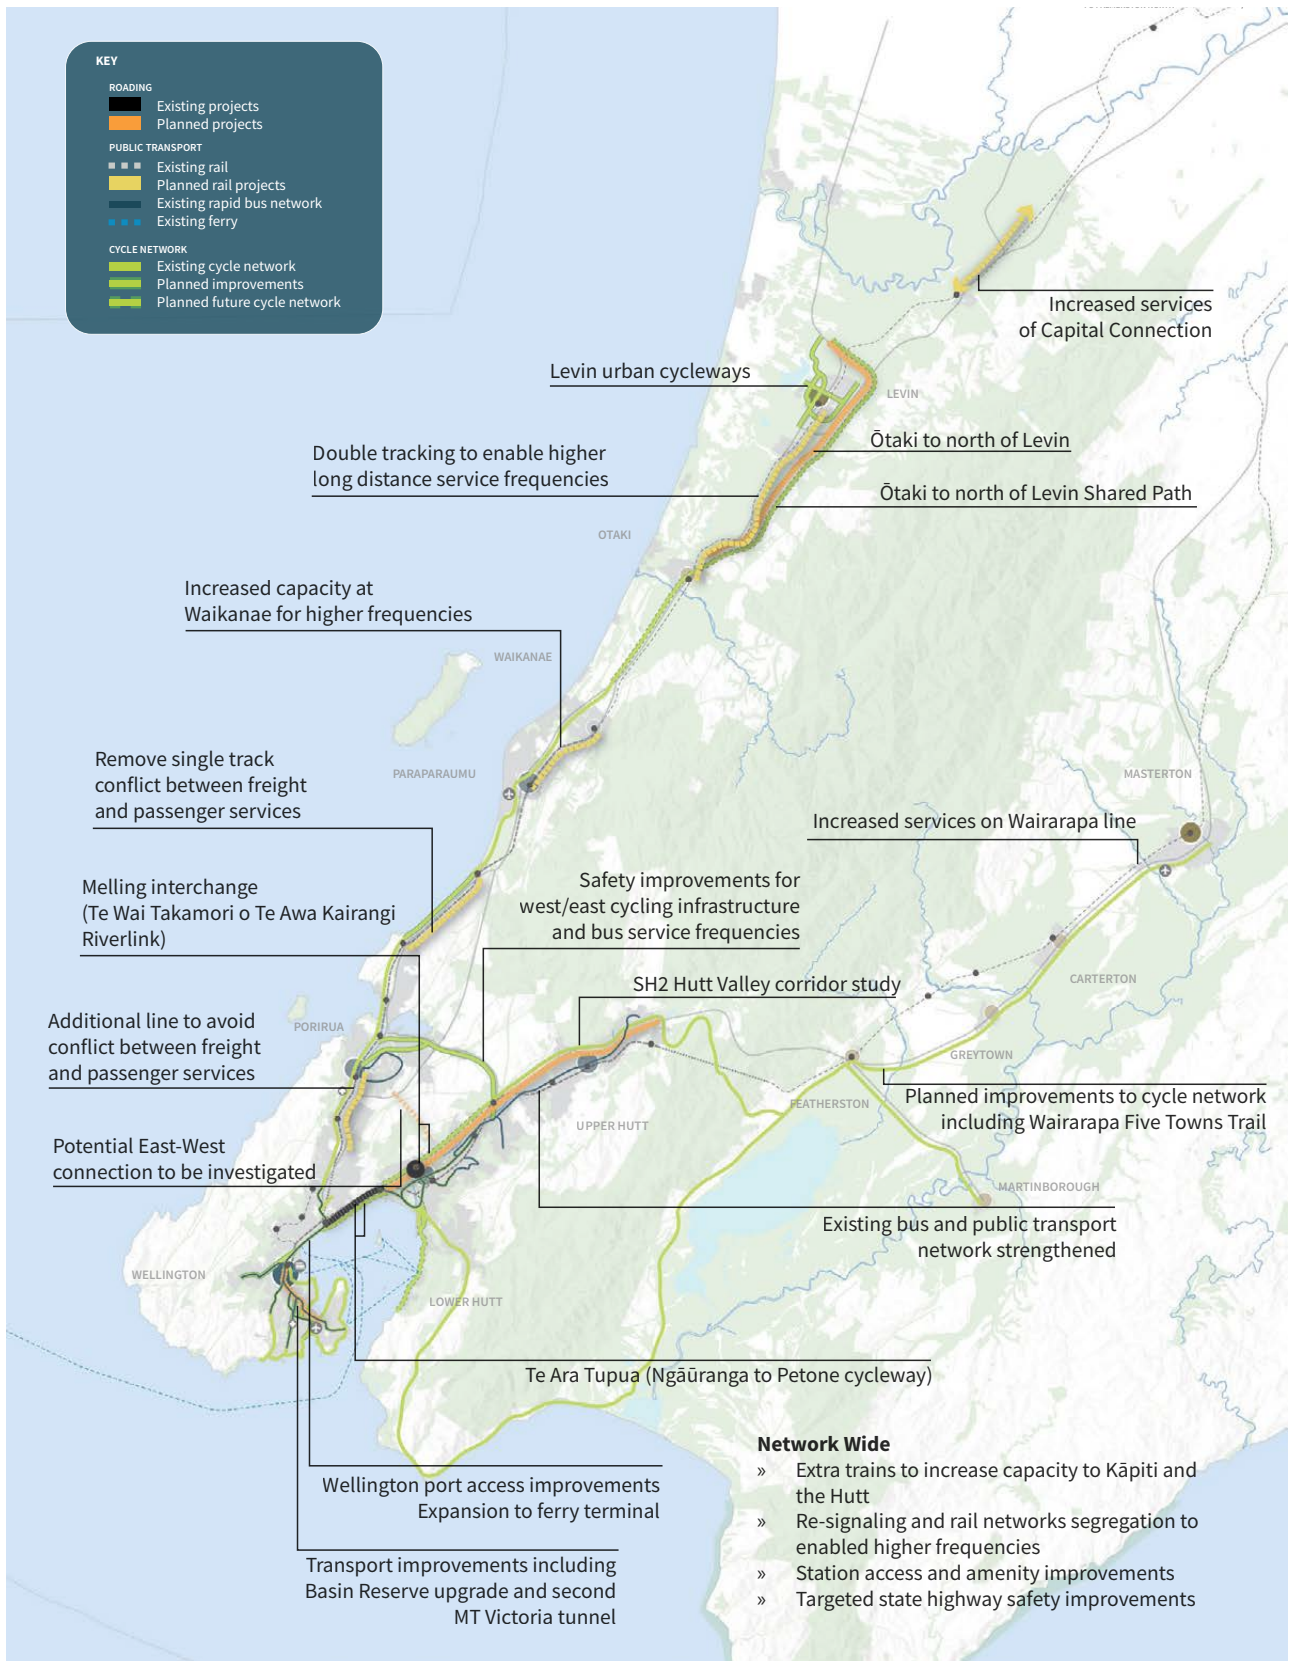 KEY
ROADING
Existing projects
Planned projects
PUBLIC TRANSPORT
Existing rail
Planned rail projects
Existing rapid bus network
Existing ferry
CYCLE NETWORK
Existing cycle network
Planned improvements
Planned future cycle network
Increased services
of Capital Connection
Levin urban cycleways
LEVIN
Ōtaki to north of Levin
Double tracking to enable higher
long distance service frequencies
Ōtaki to north of Levin Shared Path
OTAKI
Increased capacity at
Waikanae for higher frequencies
WAIKANAE
Remove single track
conflict between freight
and passenger services
PARAPARAUMU
MASTERTON
Increased services on Wairarapa line
Melling interchange
(Te Wai Takamori o Te Awa Kairangi
Riverlink)
Safety improvements for
west/east cycling infrastructure
and bus service frequencies
SH2 Hutt Valley corridor study
CARTERTON
Additional line to avoid
conflict between freight
and passenger services
PORIRUA
GREYTOWN
Planned improvements to cycle network
including Wairarapa Five Towns Trail
FEATHERSTON
UPPER HUTT
Potential East-West
connection to be investigated
MARTINBOROUGH
Existing bus and public transport
network strengthened
WELLINGTON
LOWER HUTT
Te Ara Tupua (Ngāūranga to Petone cycleway)
Wellington port access improvements
Expansion to ferry terminal
Transport improvements including
Basin Reserve upgrade and second
MT Victoria tunnel
Network Wide
» Extra trains to increase capacity to Kāpiti and
the Hutt
» Re-signaling and rail networks segregation to
enabled higher frequencies
» Station access and amenity improvements
» Targeted state highway safety improvements